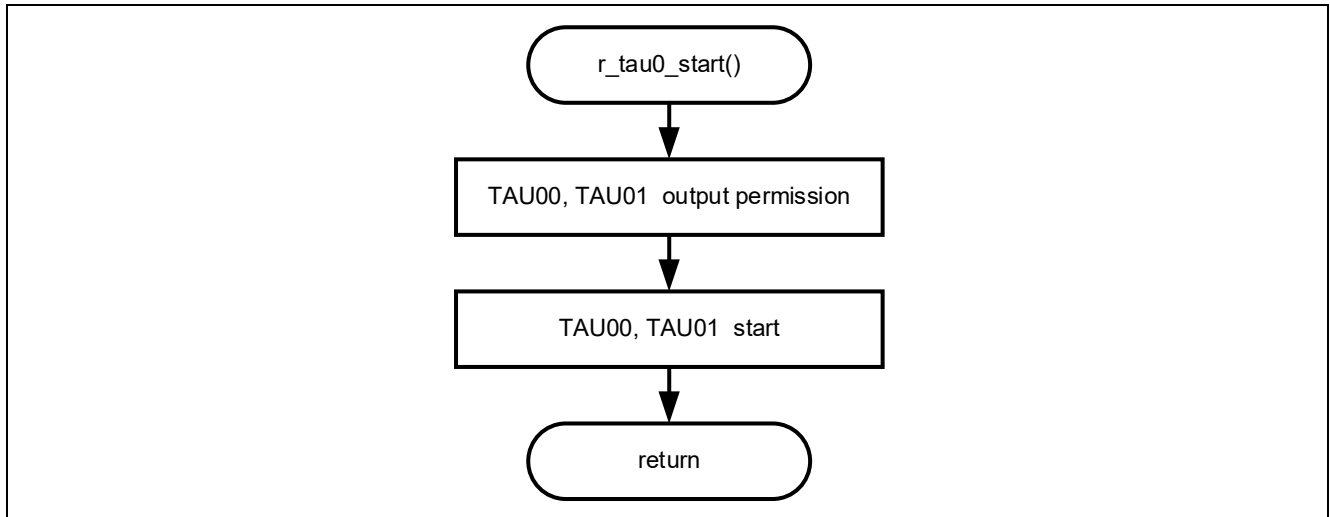 r_tau0_start()
TAU00, TAU01  output permission
TAU00, TAU01  start
return